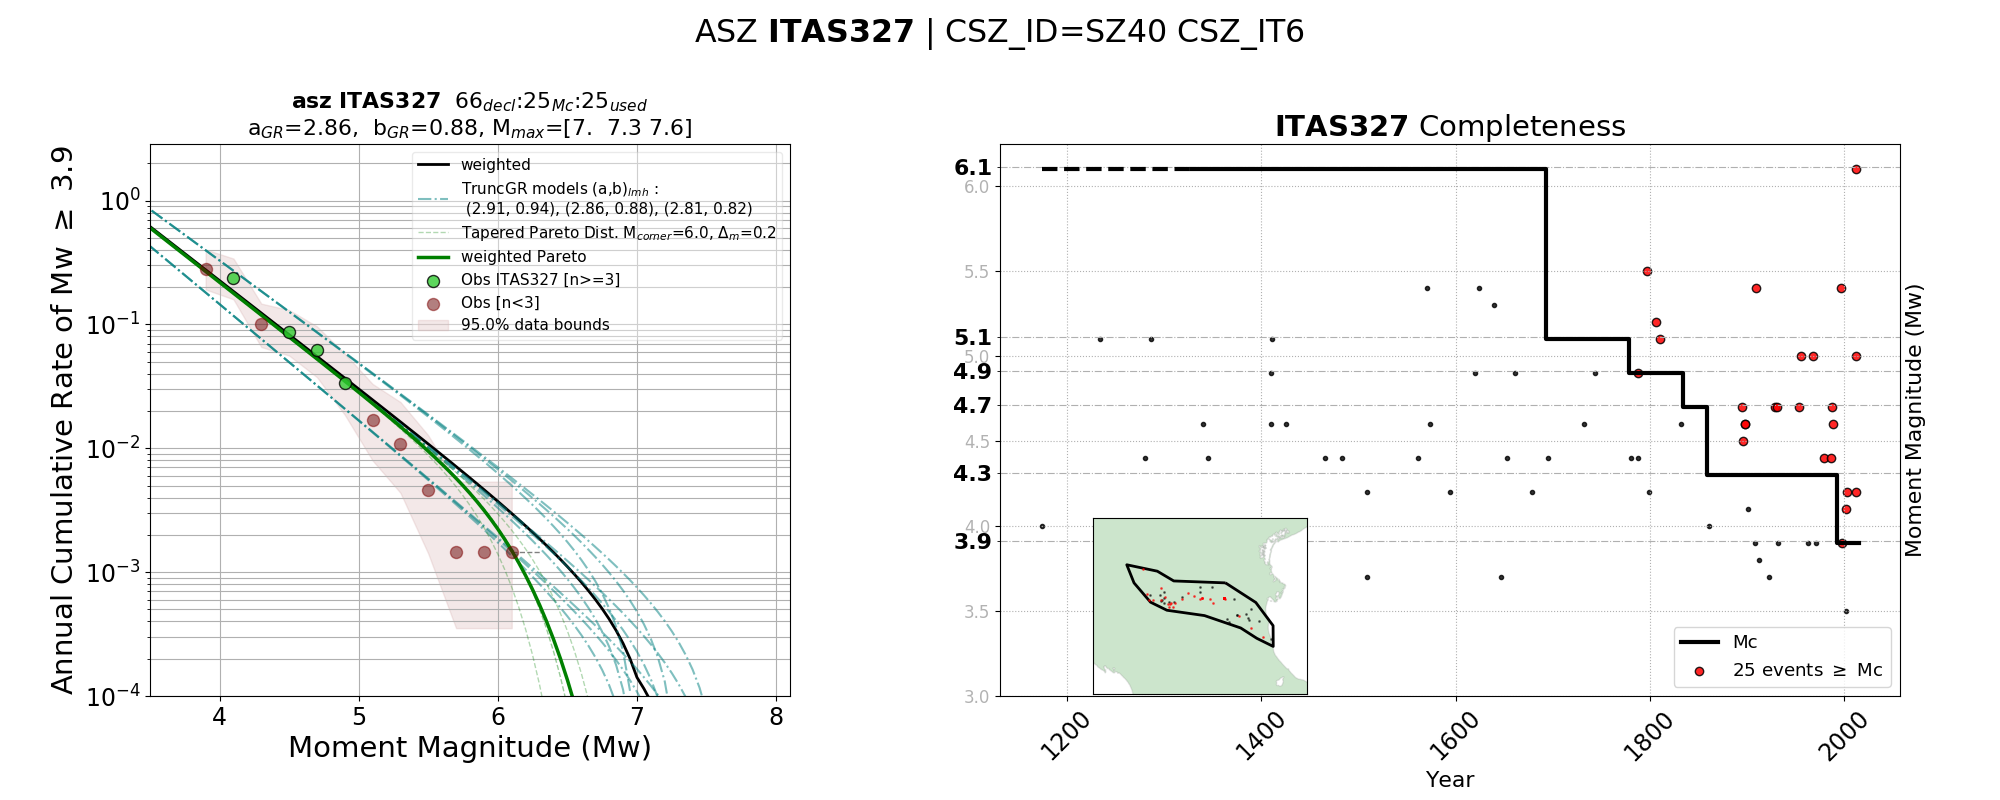 ASZ ITAS327 | CSZ_ID=SZ40 CSZ_IT6
asz ITAS327 66decl:25Mc:25used
aGR=2.86, bGR=0.88, Mmax=[7. 7.3 7.6]
Annual Cumulative Rate of Mw ≥ 3.9
10^0
10^−1
10^−2
10^−3
10^−4
weighted
TruncGR models (a,b)lmh :
(2.91, 0.94), (2.86, 0.88), (2.81, 0.82)
Tapered Pareto Dist. Mcorner=6.0, Δm=0.2
weighted Pareto
Obs ITAS327 [n>=3]
Obs [n<3]
95.0% data bounds
4 5 6 7 8
Moment Magnitude (Mw)
ITAS327 Completeness
6.1
6.0
5.5
5.1
5.0
4.9
4.7
4.5
4.3
4.0
3.9
3.5
3.0
Moment Magnitude (Mw)
Mc
25 events ≥ Mc
1200 1400 1600 1800 2000
Year